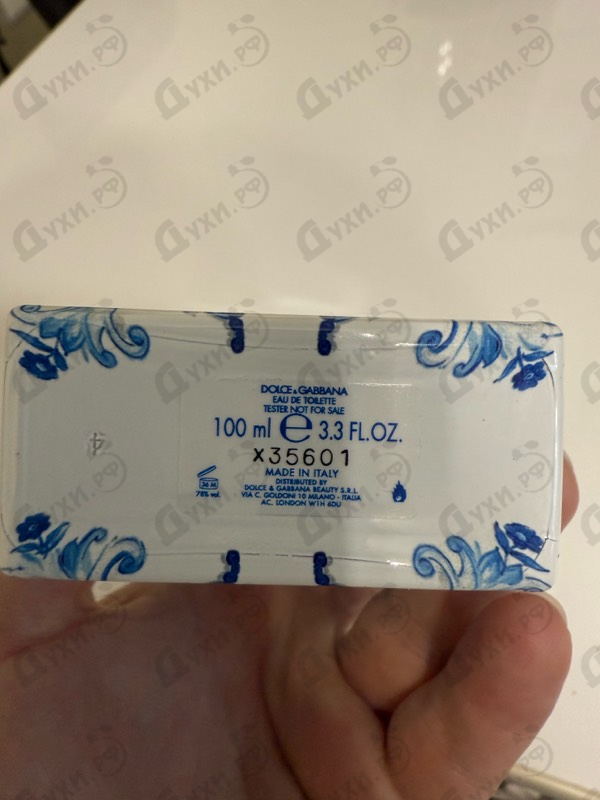 DOLCE & GABBANA
EAU DE TOILETTE
TESTER NOT FOR SALE
100 ml e 3.3 FL.OZ.
x35601
MADE IN ITALY
DISTRIBUTED BY
DOLCE & GABBANA BEAUTY S.R.L.
VIA C. GOLDONI 10 MILANO - ITALIA
AC. LONDON W1H 6DU
36 M
78% vol.
4
Духи.рф